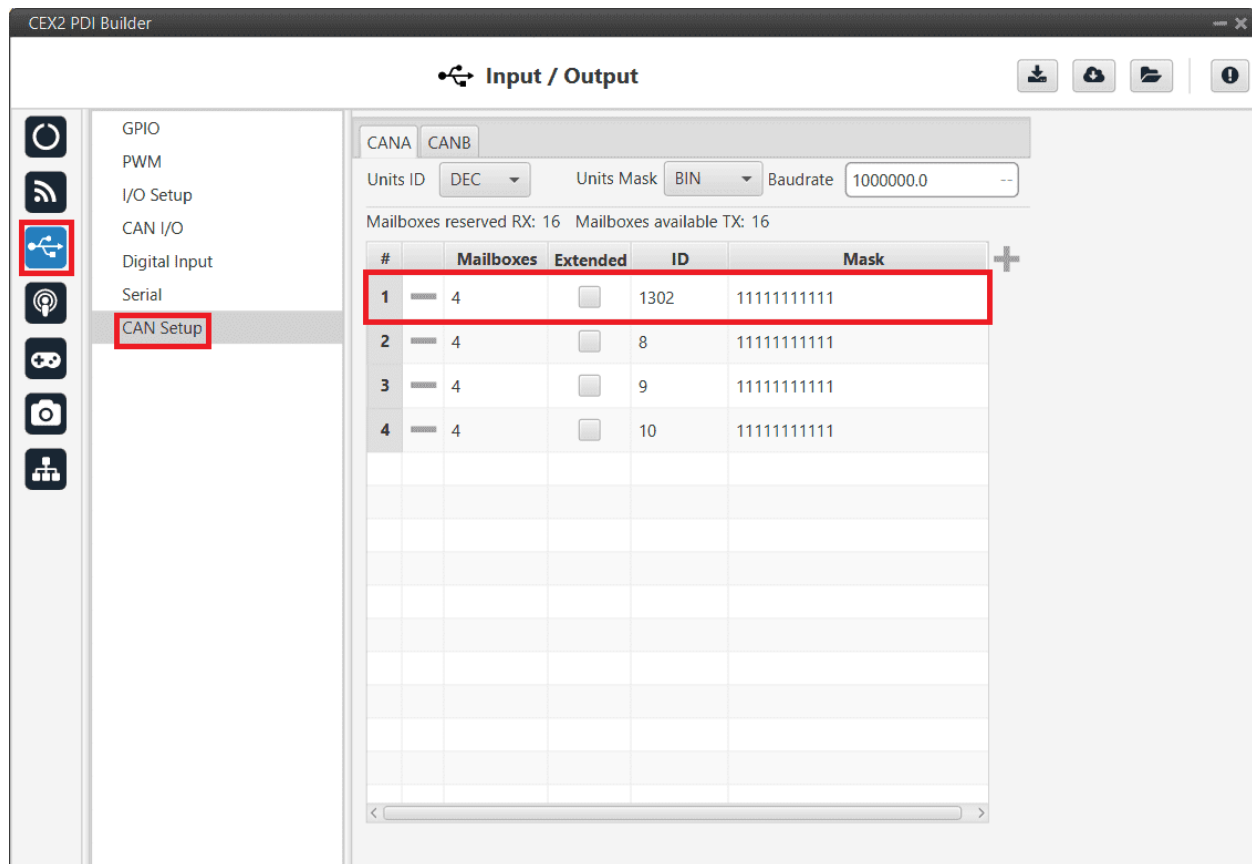 CEX2 PDI Builder
Input / Output
GPIO
PWM
I/O Setup
CAN I/O
Digital Input
Serial
CAN Setup
CANA CANB
Units ID DEC Units Mask BIN Baudrate 1000000.0 --
Mailboxes reserved RX: 16 Mailboxes available TX: 16
# Mailboxes Extended ID Mask
1 4 1302 11111111111
2 4 8 11111111111
3 4 9 11111111111
4 4 10 11111111111